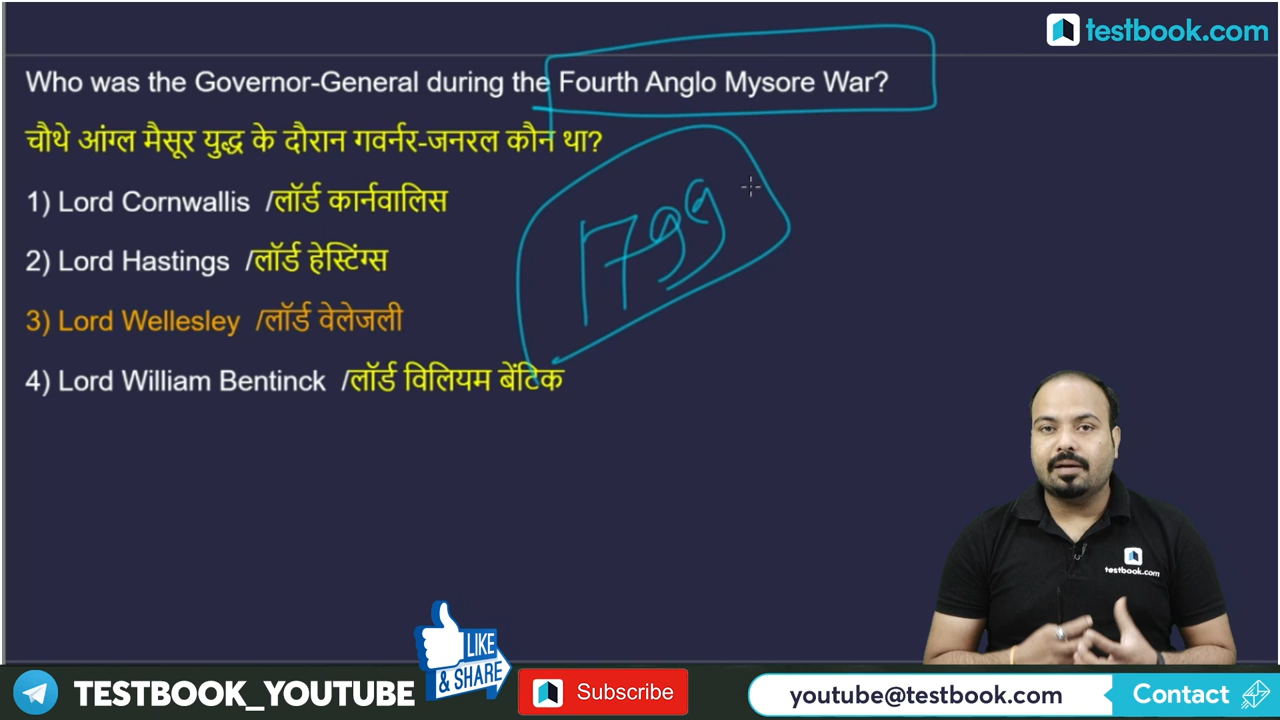 testbook.com
Who was the Governor-General during the Fourth Anglo Mysore War?
चौथे आंग्ल मैसूर युद्ध के दौरान गवर्नर-जनरल कौन था?
1) Lord Cornwallis /लॉर्ड कार्नवालिस
1799
2) Lord Hastings /लॉर्ड हेस्टिंग्स
3) Lord Wellesley /लॉर्ड वेलेजली
4) Lord William Bentinck /लॉर्ड विलियम बेंटिक
testbook.com
LIKE
& SHARE
TESTBOOK_YOUTUBE
Subscribe
youtube@testbook.com
Contact